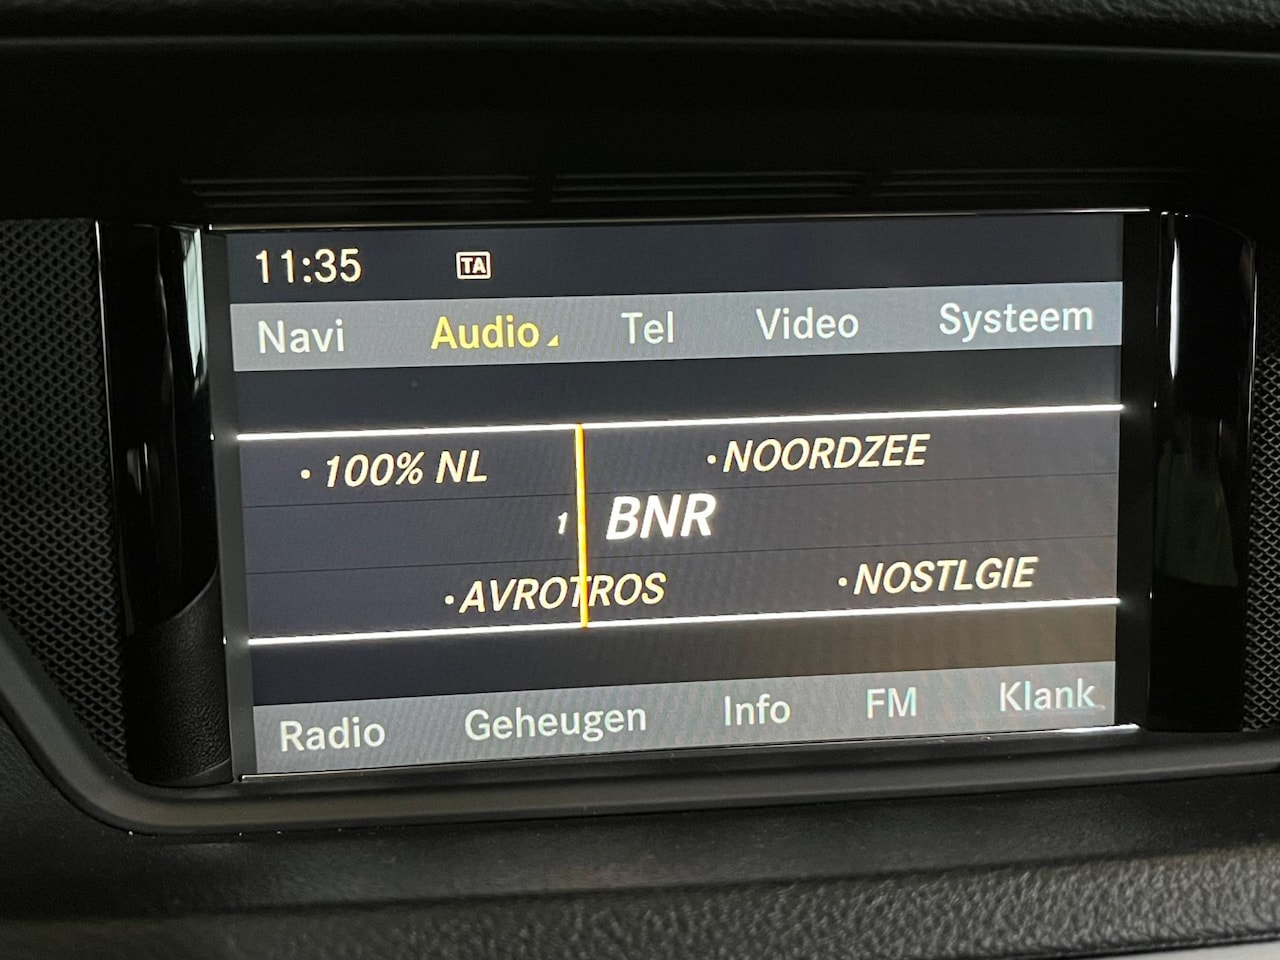 11:35 TA
Navi Audio Tel Video Systeem
• 100% NL • NOORDZEE
1 BNR
• AVROTROS • NOSTLGIE
Radio Geheugen Info FM Klank